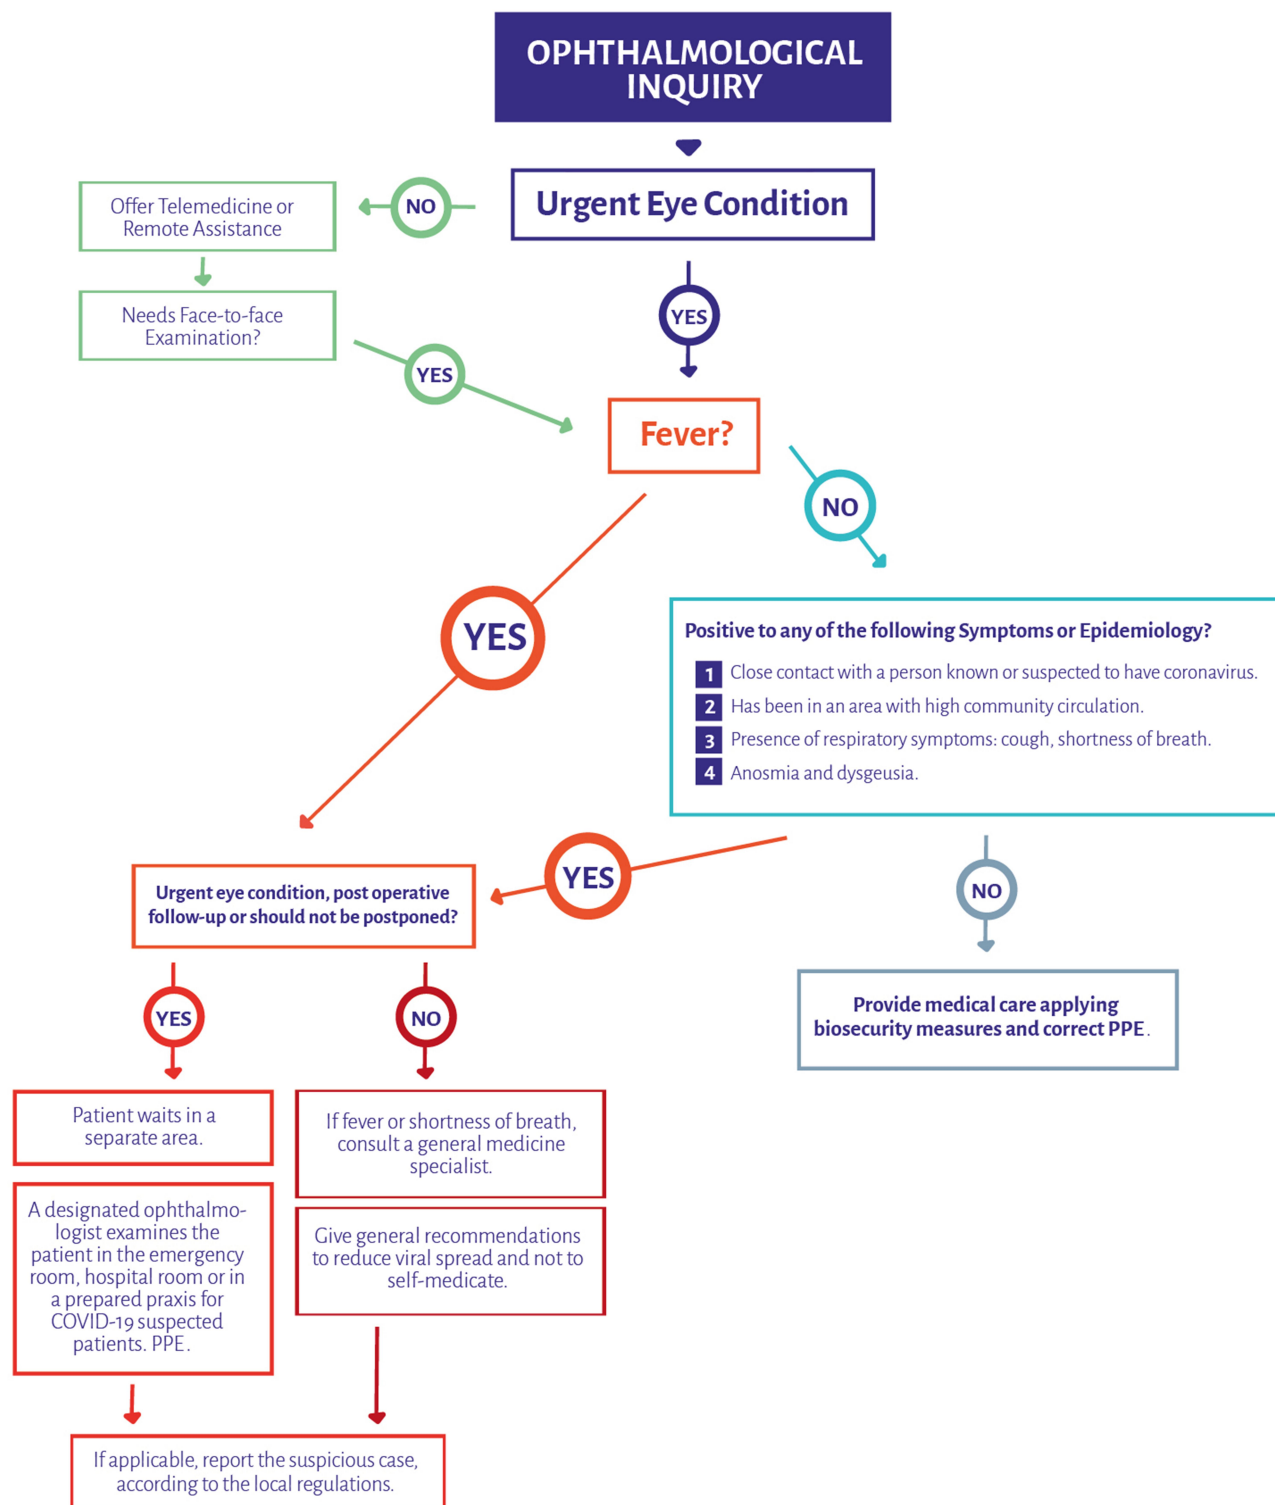 OPHTHALMOLOGICAL
INQUIRY
Urgent Eye Condition
NO
Offer Telemedicine or
Remote Assistance
Needs Face-to-face
Examination?
YES
YES
Fever?
NO
YES
Positive to any of the following Symptoms or Epidemiology?
1 Close contact with a person known or suspected to have coronavirus.
2 Has been in an area with high community circulation.
3 Presence of respiratory symptoms: cough, shortness of breath.
4 Anosmia and dysgeusia.
YES
NO
Urgent eye condition, post operative
follow-up or should not be postponed?
Provide medical care applying
biosecurity measures and correct PPE.
YES
NO
Patient waits in a
separate area.
A designated ophthalmo-
logist examines the
patient in the emergency
room, hospital room or in
a prepared praxis for
COVID-19 suspected
patients. PPE.
If fever or shortness of breath,
consult a general medicine
specialist.
Give general recommendations
to reduce viral spread and not to
self-medicate.
If applicable, report the suspicious case,
according to the local regulations.